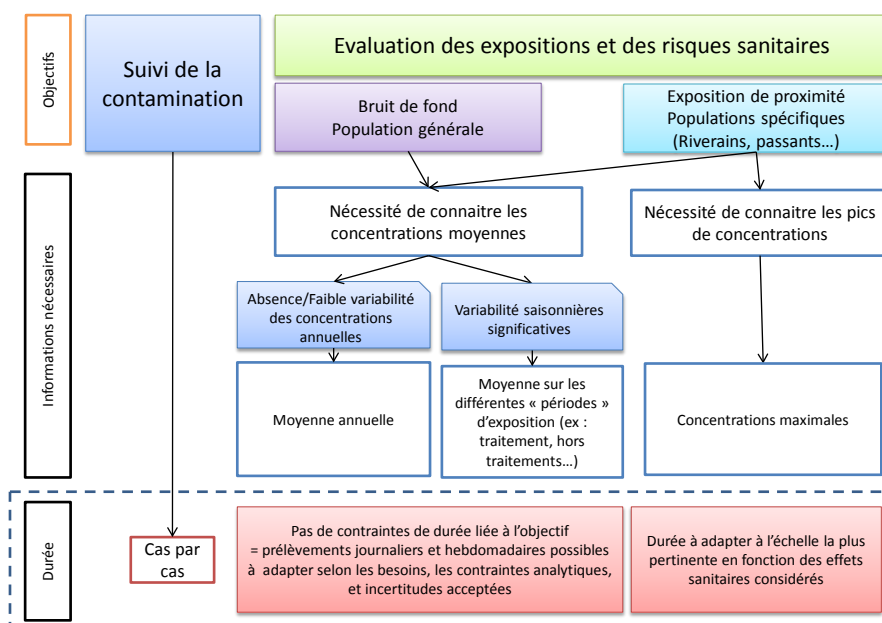 Objectifs
Suivi de la
contamination
Evaluation des expositions et des risques sanitaires
Bruit de fond
Population générale
Exposition de proximité
Populations spécifiques
(Riverains, passants…)
Informations nécessaires
Nécessité de connaitre les
concentrations moyennes
Nécessité de connaitre les pics
de concentrations
Absence/Faible variabilité
des concentrations
annuelles
Variabilité saisonnières
significatives
Moyenne annuelle
Moyenne sur les
différentes « périodes »
d’exposition (ex :
traitement, hors
traitements…)
Concentrations maximales
Durée
Cas par
cas
Pas de contraintes de durée liée à l’objectif
= prélèvements journaliers et hebdomadaires possibles
à adapter selon les besoins, les contraintes analytiques,
et incertitudes acceptées
Durée à adapter à l’échelle la plus
pertinente en fonction des effets
sanitaires considérés